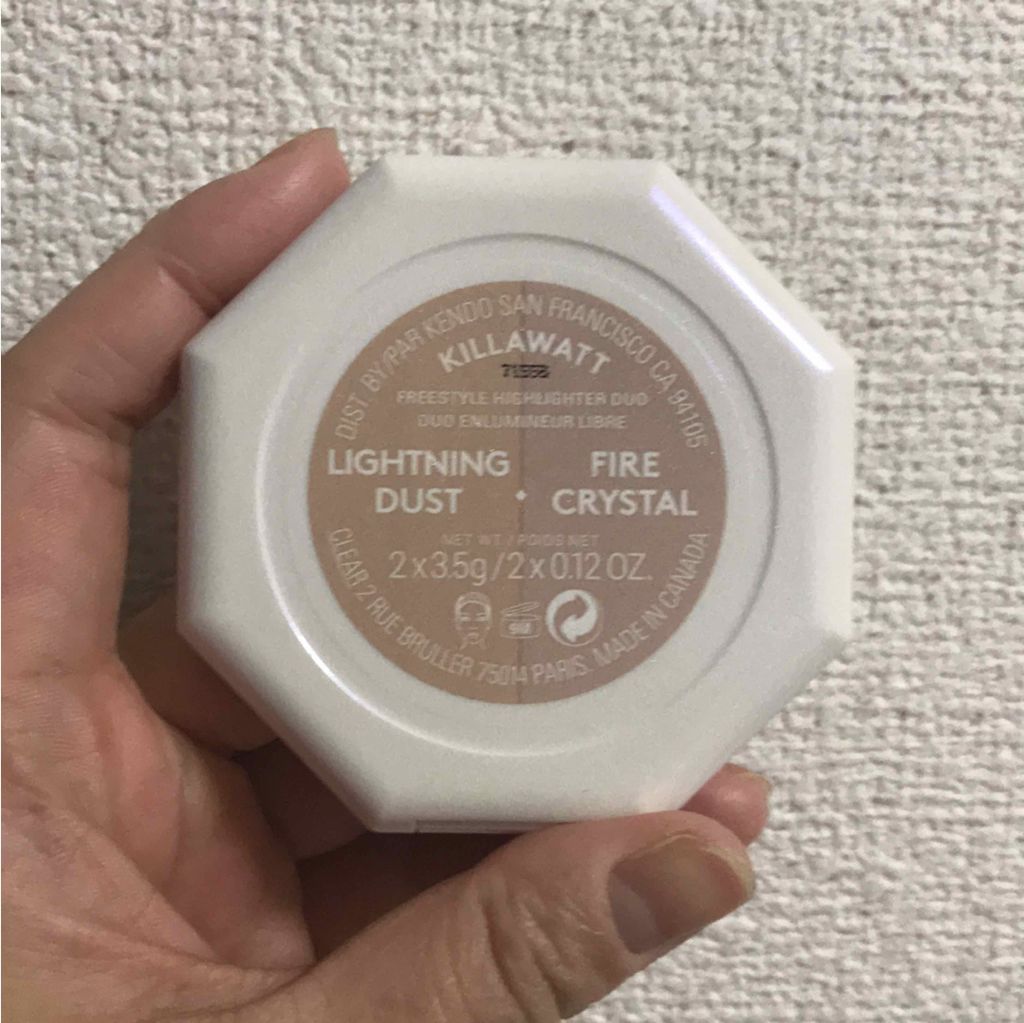 DIST. BY/PAR KENDO SAN FRANCISCO CA 94105
KILLAWATT
FREESTYLE HIGHLIGHTER DUO
DUO ENLUMINEUR LIBRE
LIGHTNING
DUST
•
FIRE
CRYSTAL
NET WT. / POIDS NET
2 x 3.5g / 2 x 0.12 OZ.
9M
CLEAR 2 RUE BRULLER 75014 PARIS. MADE IN CANADA